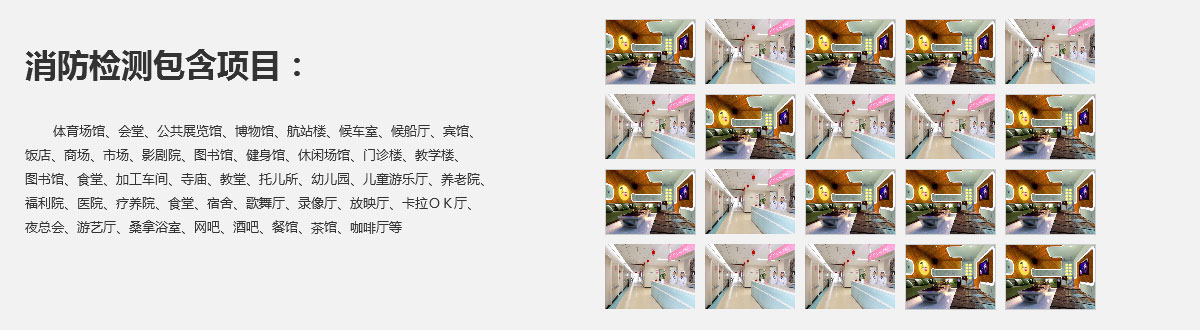 消防检测包含项目：
体育场馆、会堂、公共展览馆、博物馆、航站楼、候车室、候船厅、宾馆、
饭店、商场、市场、影剧院、图书馆、健身馆、休闲场馆、门诊楼、教学楼、
图书馆、食堂、加工车间、寺庙、教堂、托儿所、幼儿园、儿童游乐厅、养老院、
福利院、医院、疗养院、食堂、宿舍、歌舞厅、录像厅、放映厅、卡拉ＯＫ厅、
夜总会、游艺厅、桑拿浴室、网吧、酒吧、餐馆、茶馆、咖啡厅等